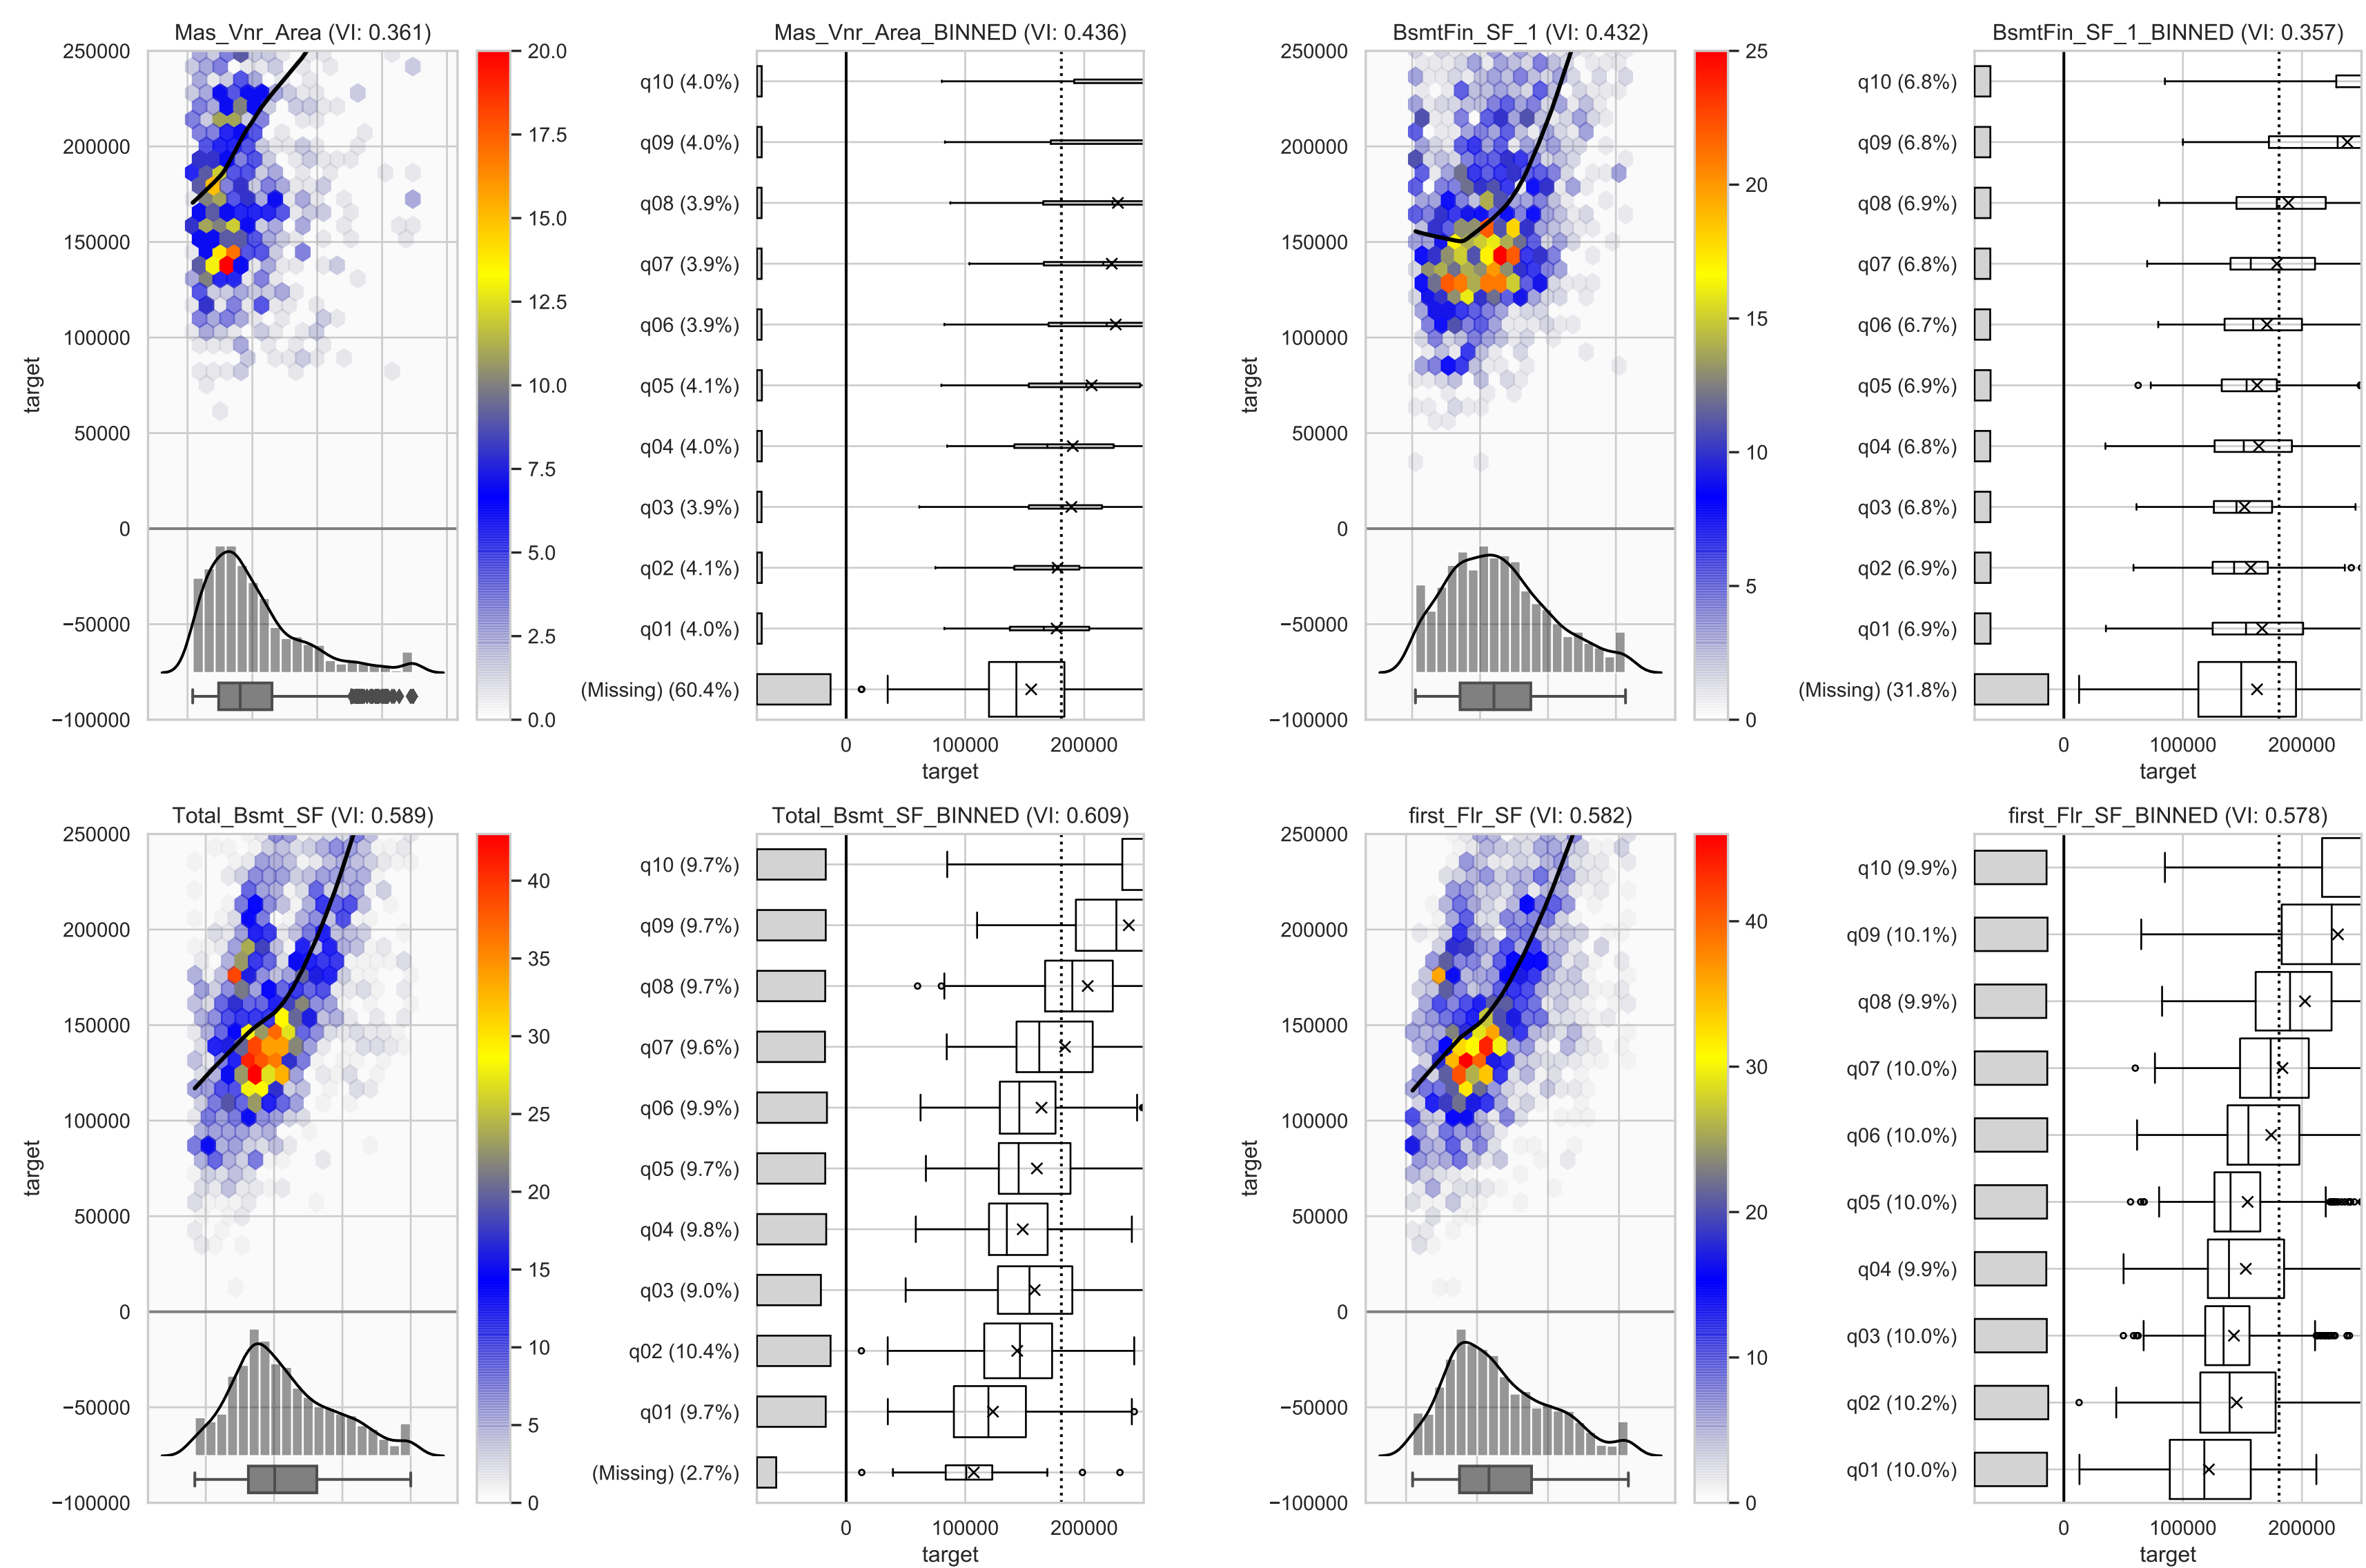 Mas_Vnr_Area (VI: 0.361)
250000
200000
150000
100000
50000
0
−50000
−100000
target
20.0
17.5
15.0
12.5
10.0
7.5
5.0
2.5
0.0
Mas_Vnr_Area_BINNED (VI: 0.436)
q10 (4.0%)
q09 (4.0%)
q08 (3.9%)
q07 (3.9%)
q06 (3.9%)
q05 (4.1%)
q04 (4.0%)
q03 (3.9%)
q02 (4.1%)
q01 (4.0%)
(Missing) (60.4%)
0 100000 200000
target
BsmtFin_SF_1 (VI: 0.432)
250000
200000
150000
100000
50000
0
−50000
−100000
target
25
20
15
10
5
0
BsmtFin_SF_1_BINNED (VI: 0.357)
q10 (6.8%)
q09 (6.8%)
q08 (6.9%)
q07 (6.8%)
q06 (6.7%)
q05 (6.9%)
q04 (6.8%)
q03 (6.8%)
q02 (6.9%)
q01 (6.9%)
(Missing) (31.8%)
0 100000 200000
target
Total_Bsmt_SF (VI: 0.589)
250000
200000
150000
100000
50000
0
−50000
−100000
target
40
35
30
25
20
15
10
5
0
Total_Bsmt_SF_BINNED (VI: 0.609)
q10 (9.7%)
q09 (9.7%)
q08 (9.7%)
q07 (9.6%)
q06 (9.9%)
q05 (9.7%)
q04 (9.8%)
q03 (9.0%)
q02 (10.4%)
q01 (9.7%)
(Missing) (2.7%)
0 100000 200000
target
first_Flr_SF (VI: 0.582)
250000
200000
150000
100000
50000
0
−50000
−100000
target
40
30
20
10
0
first_Flr_SF_BINNED (VI: 0.578)
q10 (9.9%)
q09 (10.1%)
q08 (9.9%)
q07 (10.0%)
q06 (10.0%)
q05 (10.0%)
q04 (9.9%)
q03 (10.0%)
q02 (10.2%)
q01 (10.0%)
0 100000 200000
target